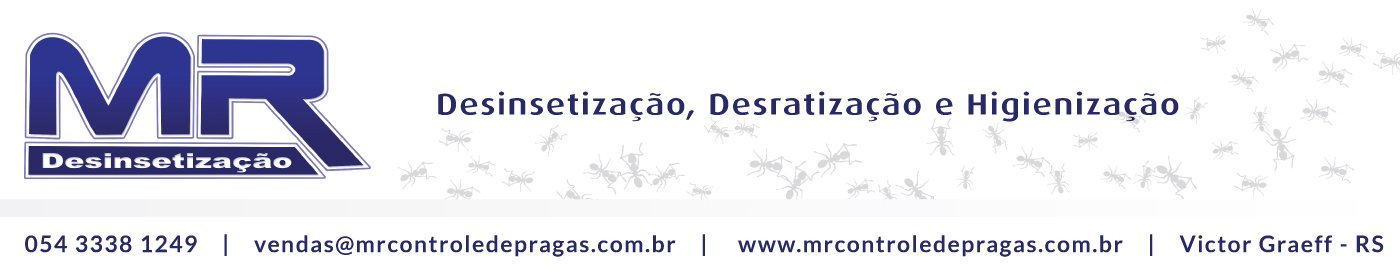 MR
Desinsetização
Desinsetização, Desratização e Higienização
054 3338 1249 | vendas@mrcontroledepragas.com.br | www.mrcontroledepragas.com.br | Victor Graeff - RS